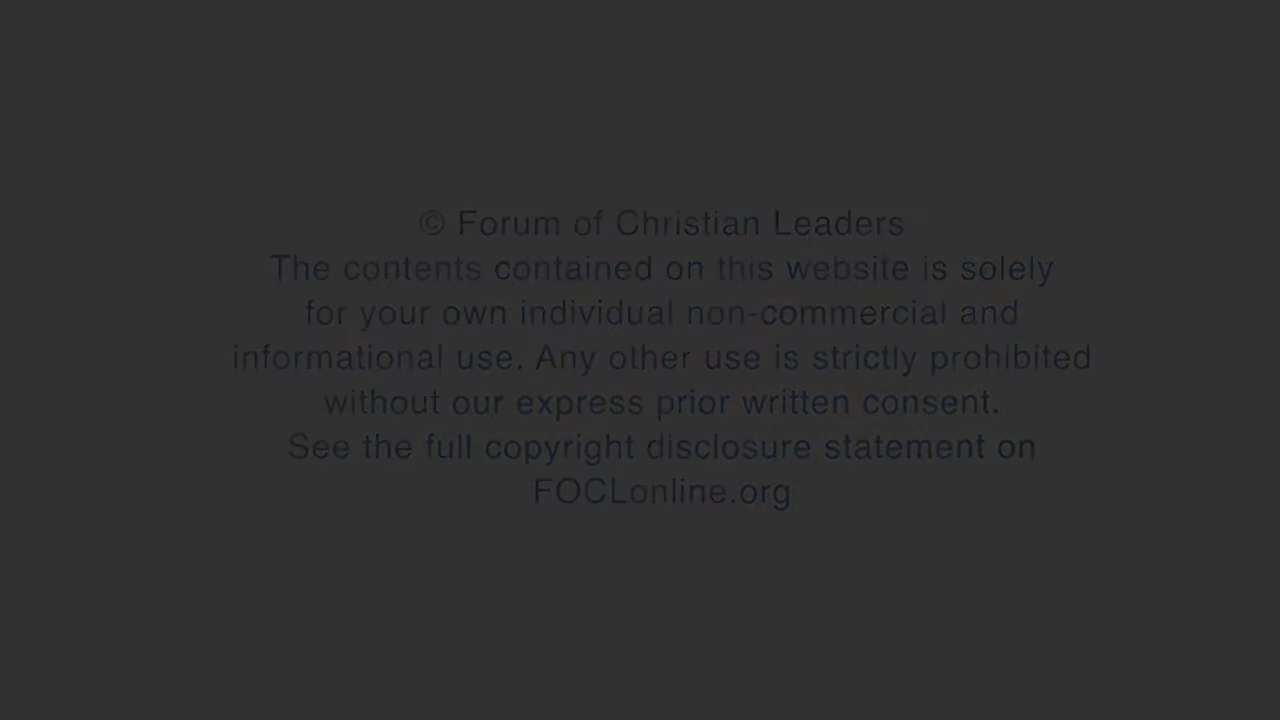 © Forum of Christian Leaders
The contents contained on this website is solely
for your own individual non-commercial and
informational use. Any other use is strictly prohibited
without our express prior written consent.
See the full copyright disclosure statement on
FOCLonline.org